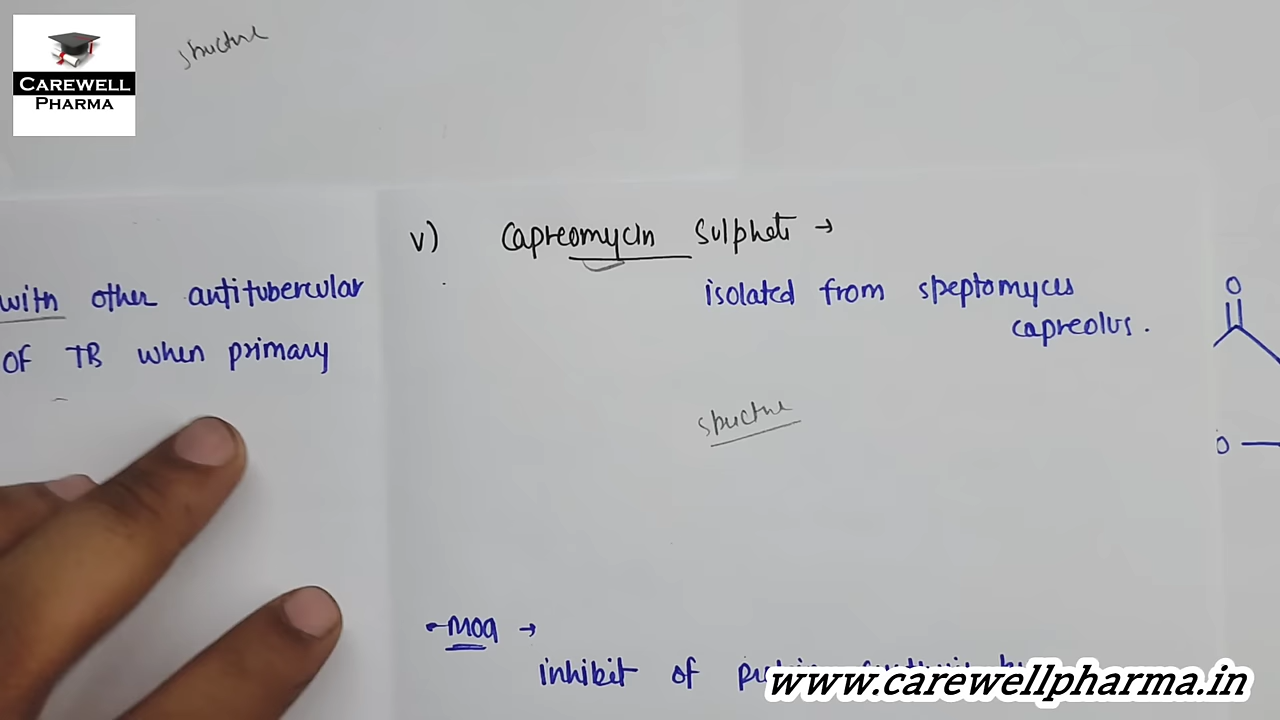 CAREWELL
PHARMA
structure
with other antitubercular
OF TB when primary
v) Capreomycin Sulphate →
isolated from streptomyces
capreolus.
O
O
structure
MOA →
inhibit of
www.carewellpharma.in